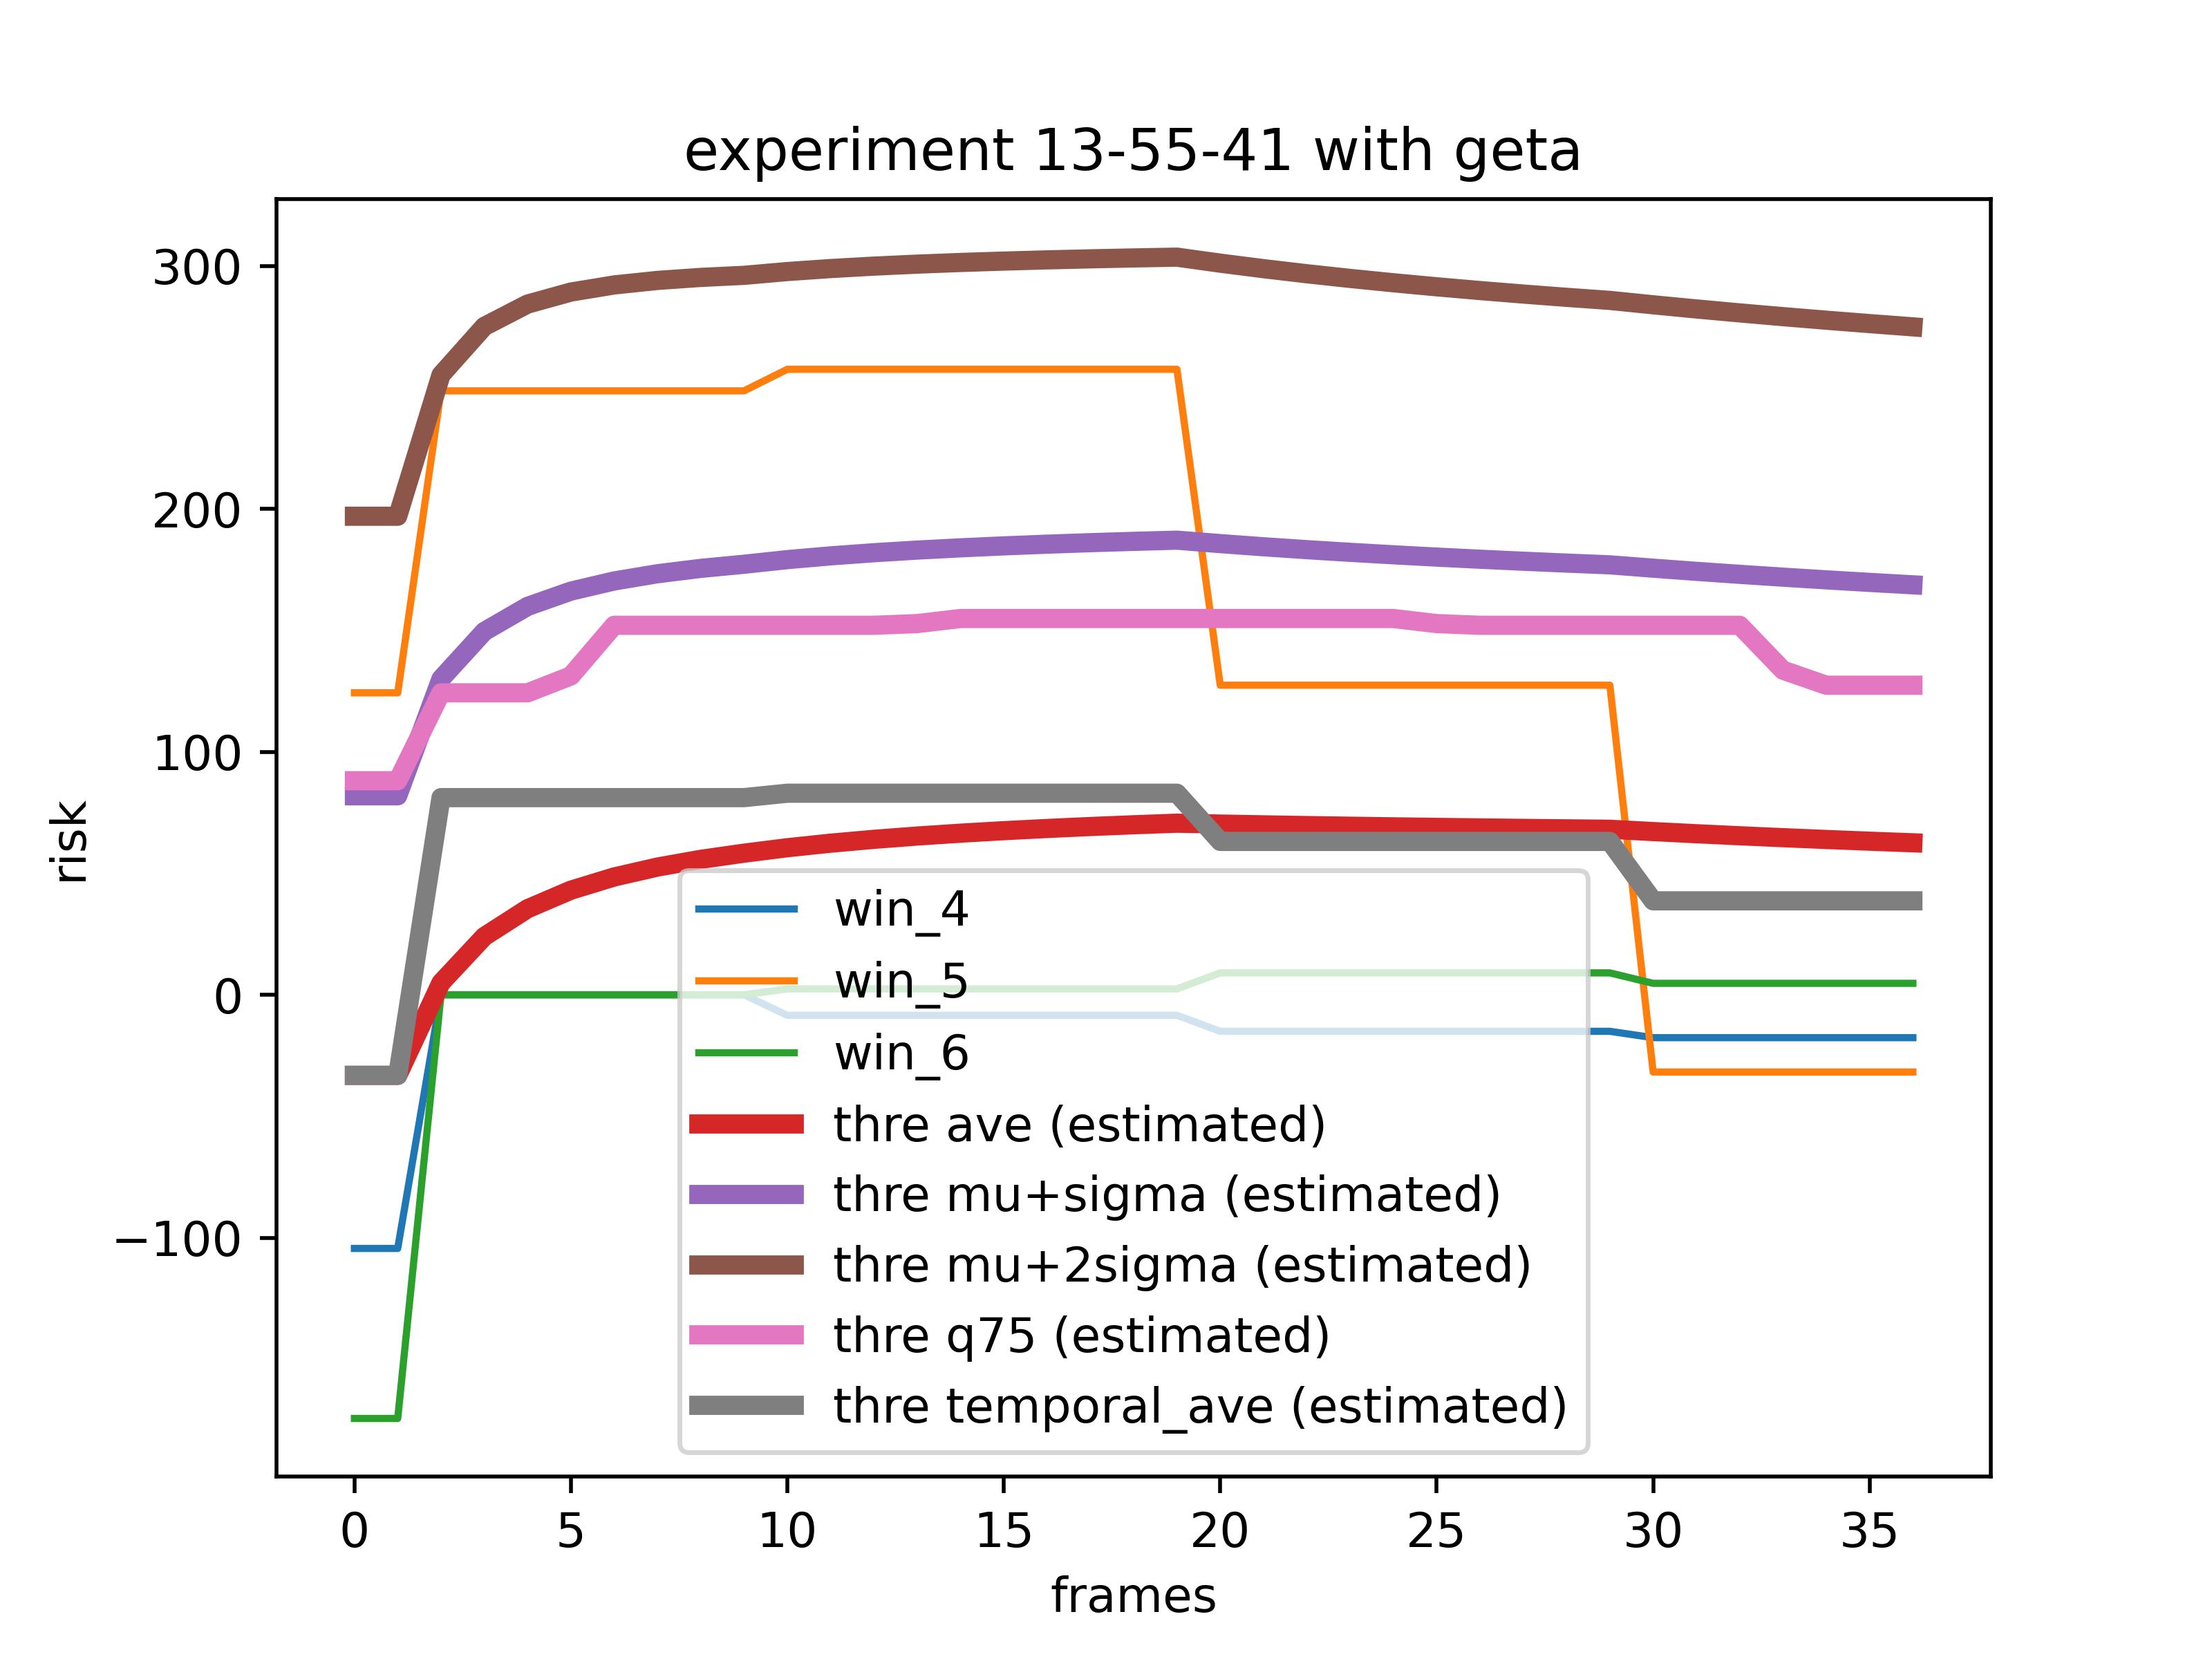 experiment 13-55-41 with geta
300
200
100
0
−100
risk
win_4
win_5
win_6
thre ave (estimated)
thre mu+sigma (estimated)
thre mu+2sigma (estimated)
thre q75 (estimated)
thre temporal_ave (estimated)
0 5 10 15 20 25 30 35
frames